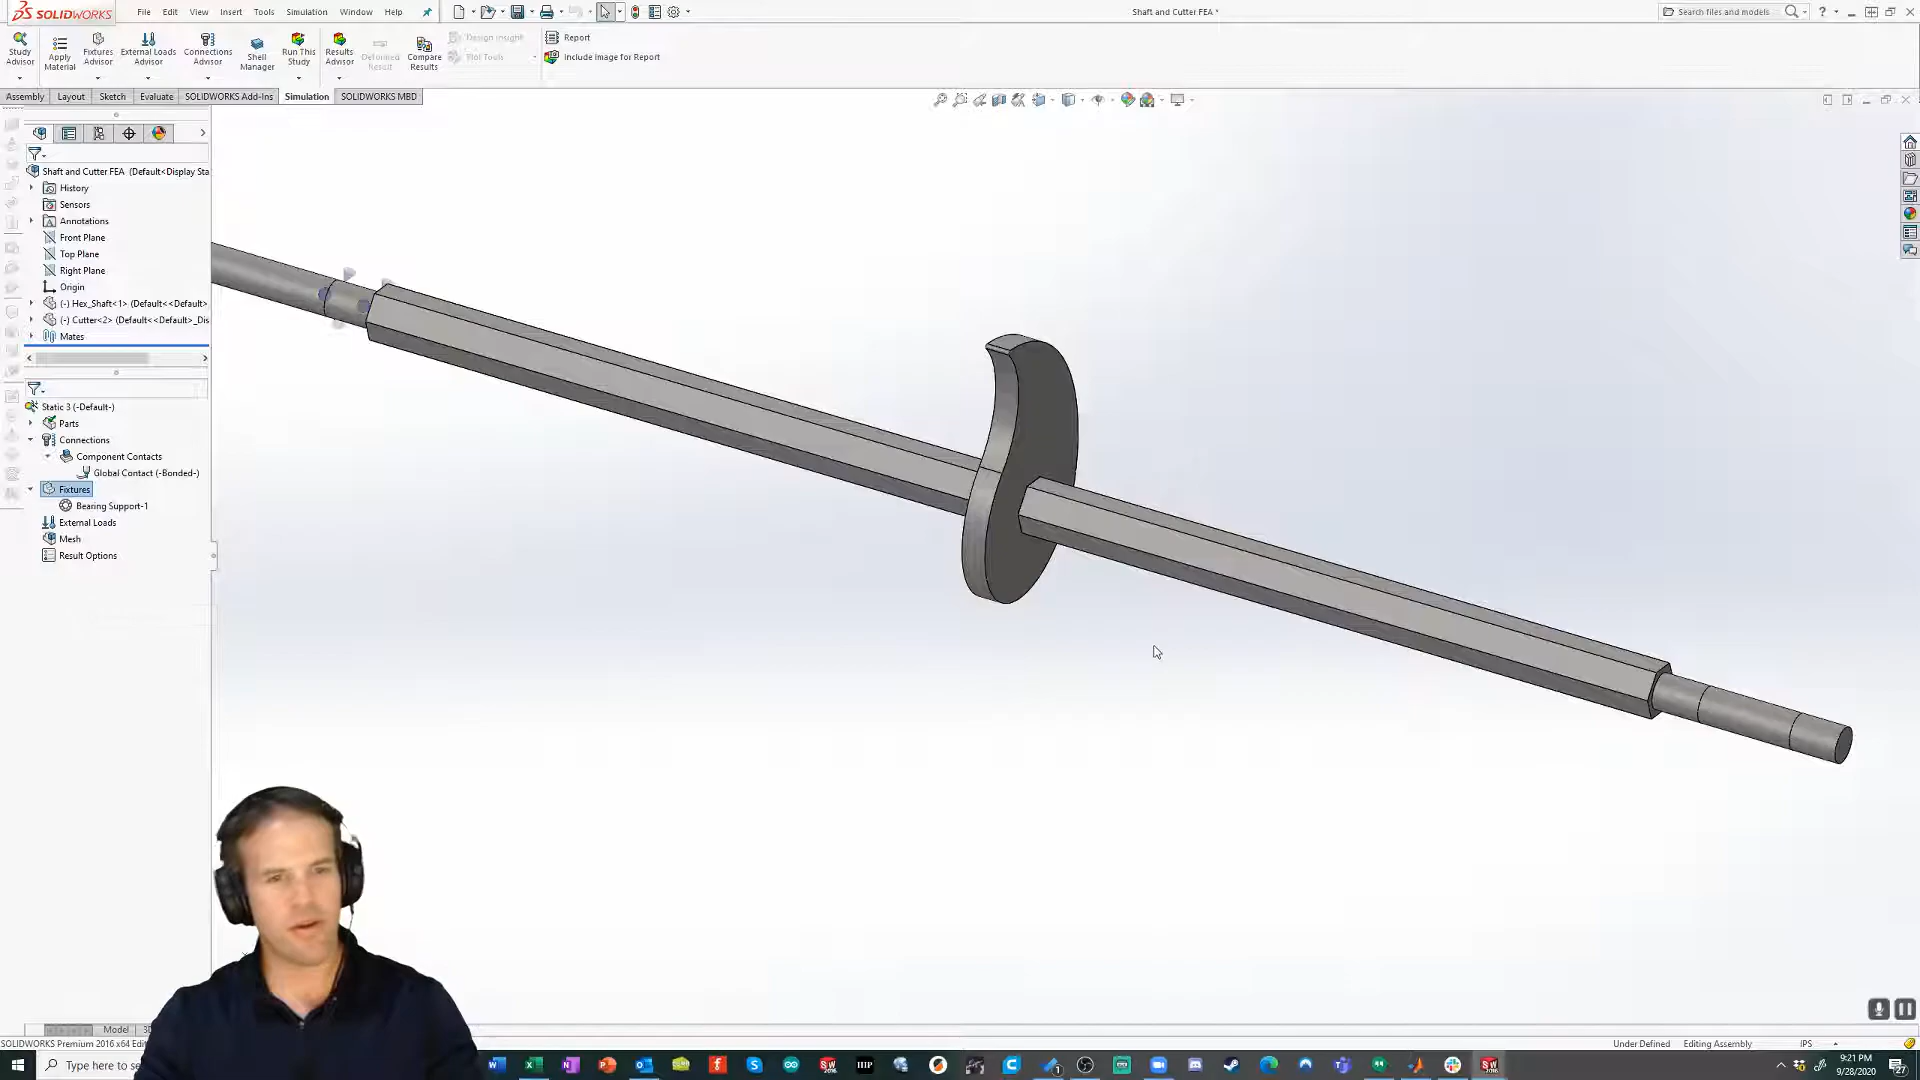 SOLIDWORKS File Edit View Insert Tools Simulation Window Help Shaft and Cutter FEA * Search files and models
Study Advisor Apply Material Fixtures Advisor External Loads Advisor Connections Advisor Shell Manager Run This Study Results Advisor Deformed Result Compare Results Design Insight Plot Tools Report Include Image for Report
Assembly Layout Sketch Evaluate SOLIDWORKS Add-Ins Simulation SOLIDWORKS MBD
Shaft and Cutter FEA (Default<Display Sta
History
Sensors
Annotations
Front Plane
Top Plane
Right Plane
Origin
(-) Hex_Shaft<1> (Default<<Default>
(-) Cutter<2> (Default<<Default>_Dis
Mates
Static 3 (-Default-)
Parts
Connections
Component Contacts
Global Contact (-Bonded-)
Fixtures
Bearing Support-1
External Loads
Mesh
Result Options
Model
SOLIDWORKS Premium 2016 x64 Edi Under Defined Editing Assembly IPS
Type here to se
9:21 PM
9/28/2020
27